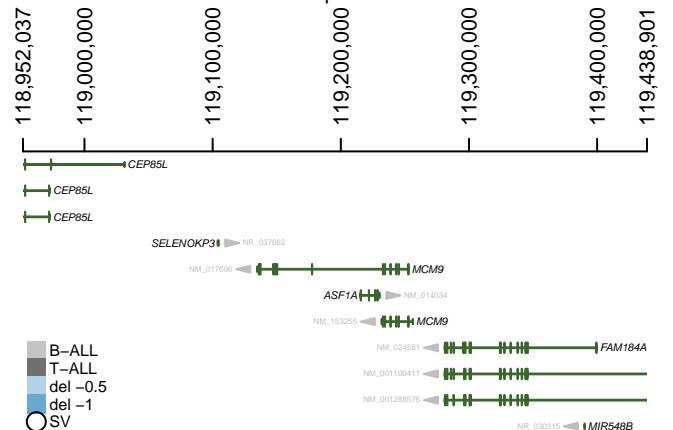 118,952,037
119,000,000
119,100,000
119,200,000
119,300,000
119,400,000
119,438,901
CEP85L
CEP85L
CEP85L
SELENOKP3 NR_037662
NM_017696 MCM9
ASF1A NM_014034
NM_153255 MCM9
NM_024581 FAM184A
NM_001100411
NM_001288576
NR_030315 MIR548B
B-ALL
T-ALL
del -0.5
del -1
SV